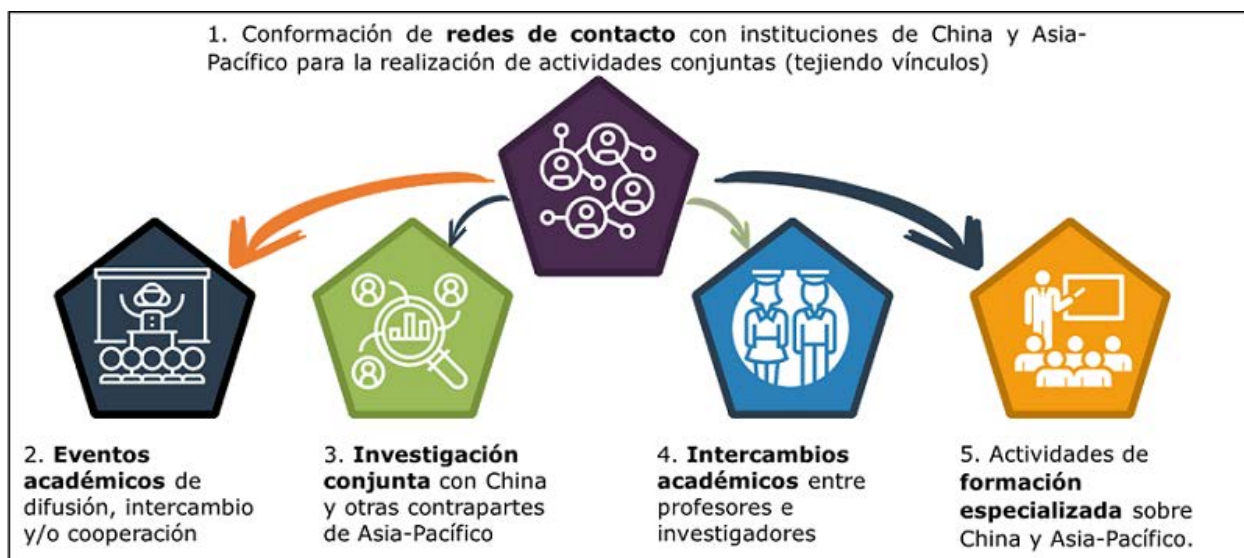 1. Conformación de redes de contacto con instituciones de China y Asia-
Pacífico para la realización de actividades conjuntas (tejiendo vínculos)
2. Eventos
académicos de
difusión, intercambio
y/o cooperación
3. Investigación
conjunta con China
y otras contrapartes
de Asia-Pacífico
4. Intercambios
académicos entre
profesores e
investigadores
5. Actividades de
formación
especializada sobre
China y Asia-Pacífico.